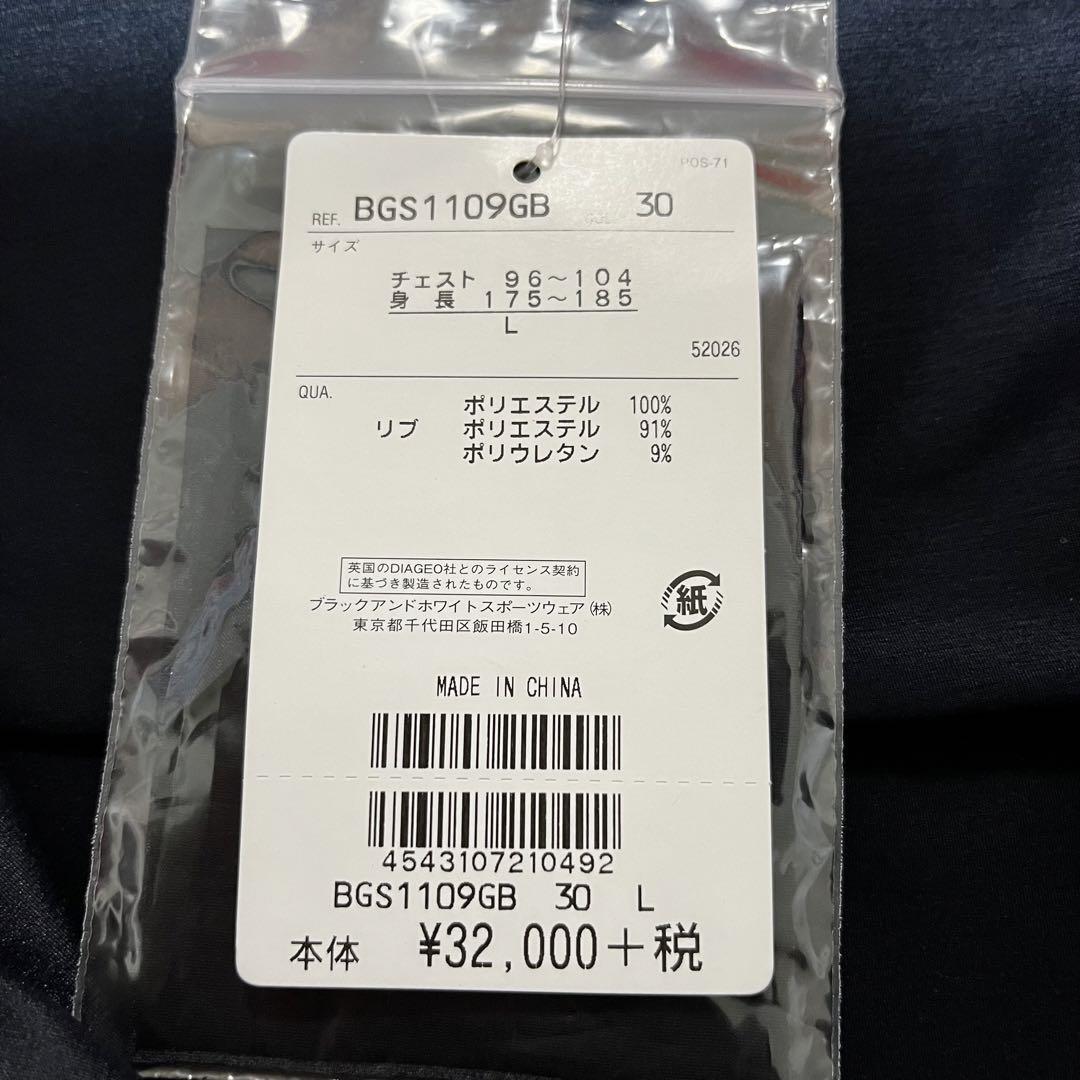 POS-71
REF. BGS1109GB 30
サイズ
チェスト 96〜104
身長 175〜185
L
52026
QUA.
ポリエステル 100%
リブ ポリエステル 91%
ポリウレタン 9%
英国のDIAGEO社とのライセンス契約
に基づき製造されたものです。
ブラックアンドホワイトスポーツウェア(株)
東京都千代田区飯田橋1-5-10
紙
MADE IN CHINA
4543107210492
BGS1109GB 30 L
本体 ¥32,000+税